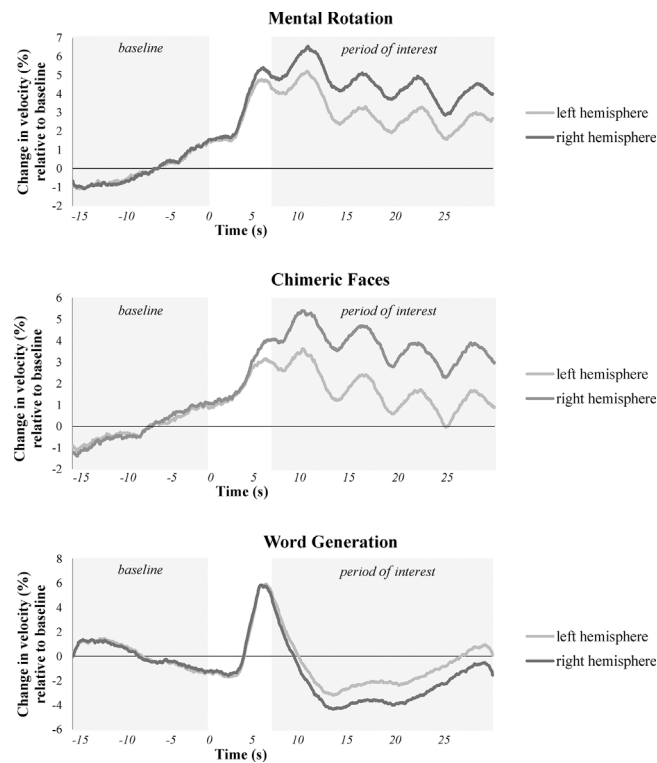 Mental Rotation
baseline
period of interest
7
6
5
4
3
2
1
0
-1
-2
Change in velocity (%)
relative to baseline
-15 -10 -5 0 5 10 15 20 25
Time (s)
left hemisphere
right hemisphere
Chimeric Faces
baseline
period of interest
6
5
4
3
2
1
0
-1
-2
Change in velocity (%)
relative to baseline
-15 -10 -5 0 5 10 15 20 25
Time (s)
left hemisphere
right hemisphere
Word Generation
baseline
period of interest
8
6
4
2
0
-2
-4
-6
Change in velocity (%)
relative to baseline
-15 -10 -5 0 5 10 15 20 25
Time (s)
left hemisphere
right hemisphere